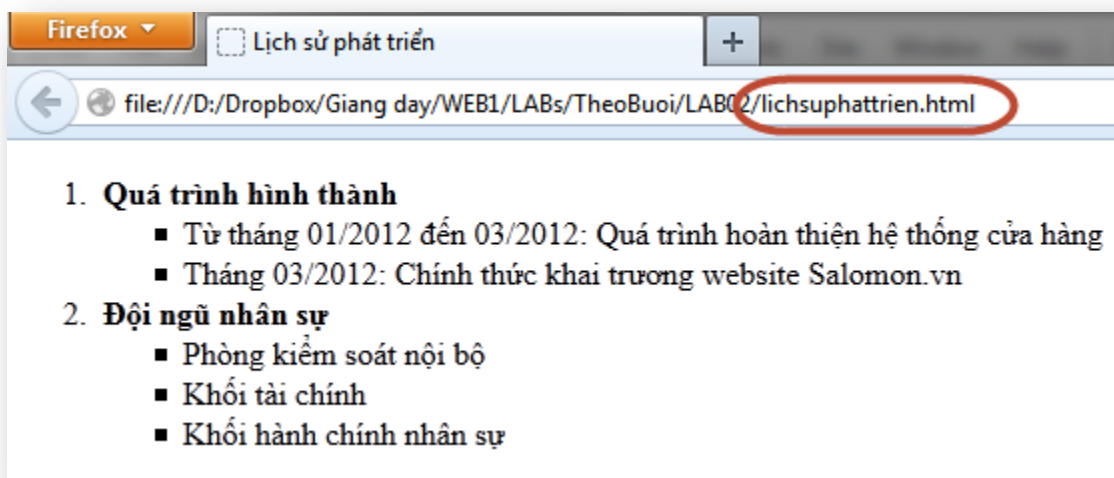 Firefox
Lịch sử phát triển
file:///D:/Dropbox/Giang day/WEB1/LABs/TheoBuoi/LAB02/lichsuphattrien.html
1. Quá trình hình thành
■ Từ tháng 01/2012 đến 03/2012: Quá trình hoàn thiện hệ thống cửa hàng
■ Tháng 03/2012: Chính thức khai trương website Salomon.vn
2. Đội ngũ nhân sự
■ Phòng kiểm soát nội bộ
■ Khối tài chính
■ Khối hành chính nhân sự